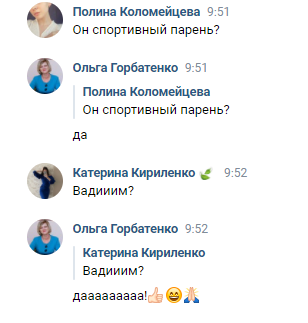 Полина Коломейцева 9:51
Он спортивный парень?
Ольга Горбатенко 9:51
Полина Коломейцева
Он спортивный парень?
да
Катерина Кириленко 🌿 9:52
Вадииим?
Ольга Горбатенко 9:52
Катерина Кириленко
Вадииим?
дааааааааа!👍🏻😄🙏🏻